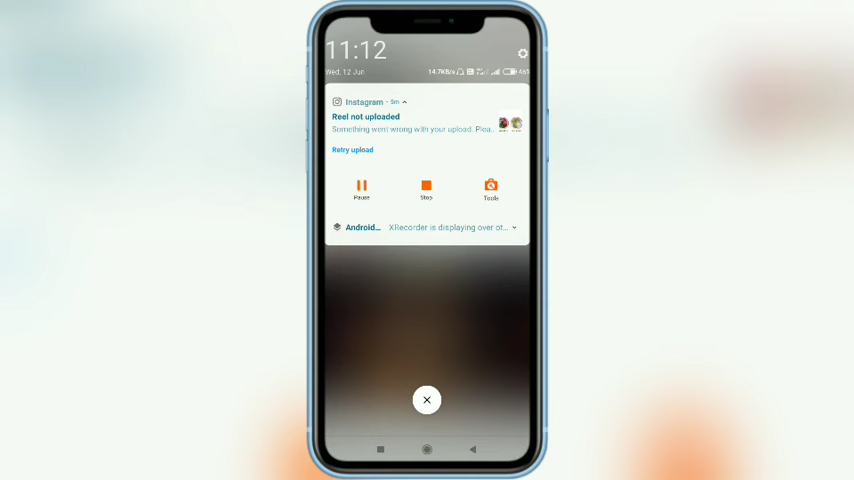 11:12
Wed, 12 Jun
14.7KB/s
46%
Instagram • 5m
Reel not uploaded
Something went wrong with your upload. Plea...
Retry upload
Pause
Stop
Tools
Android...
XRecorder is displaying over ot...